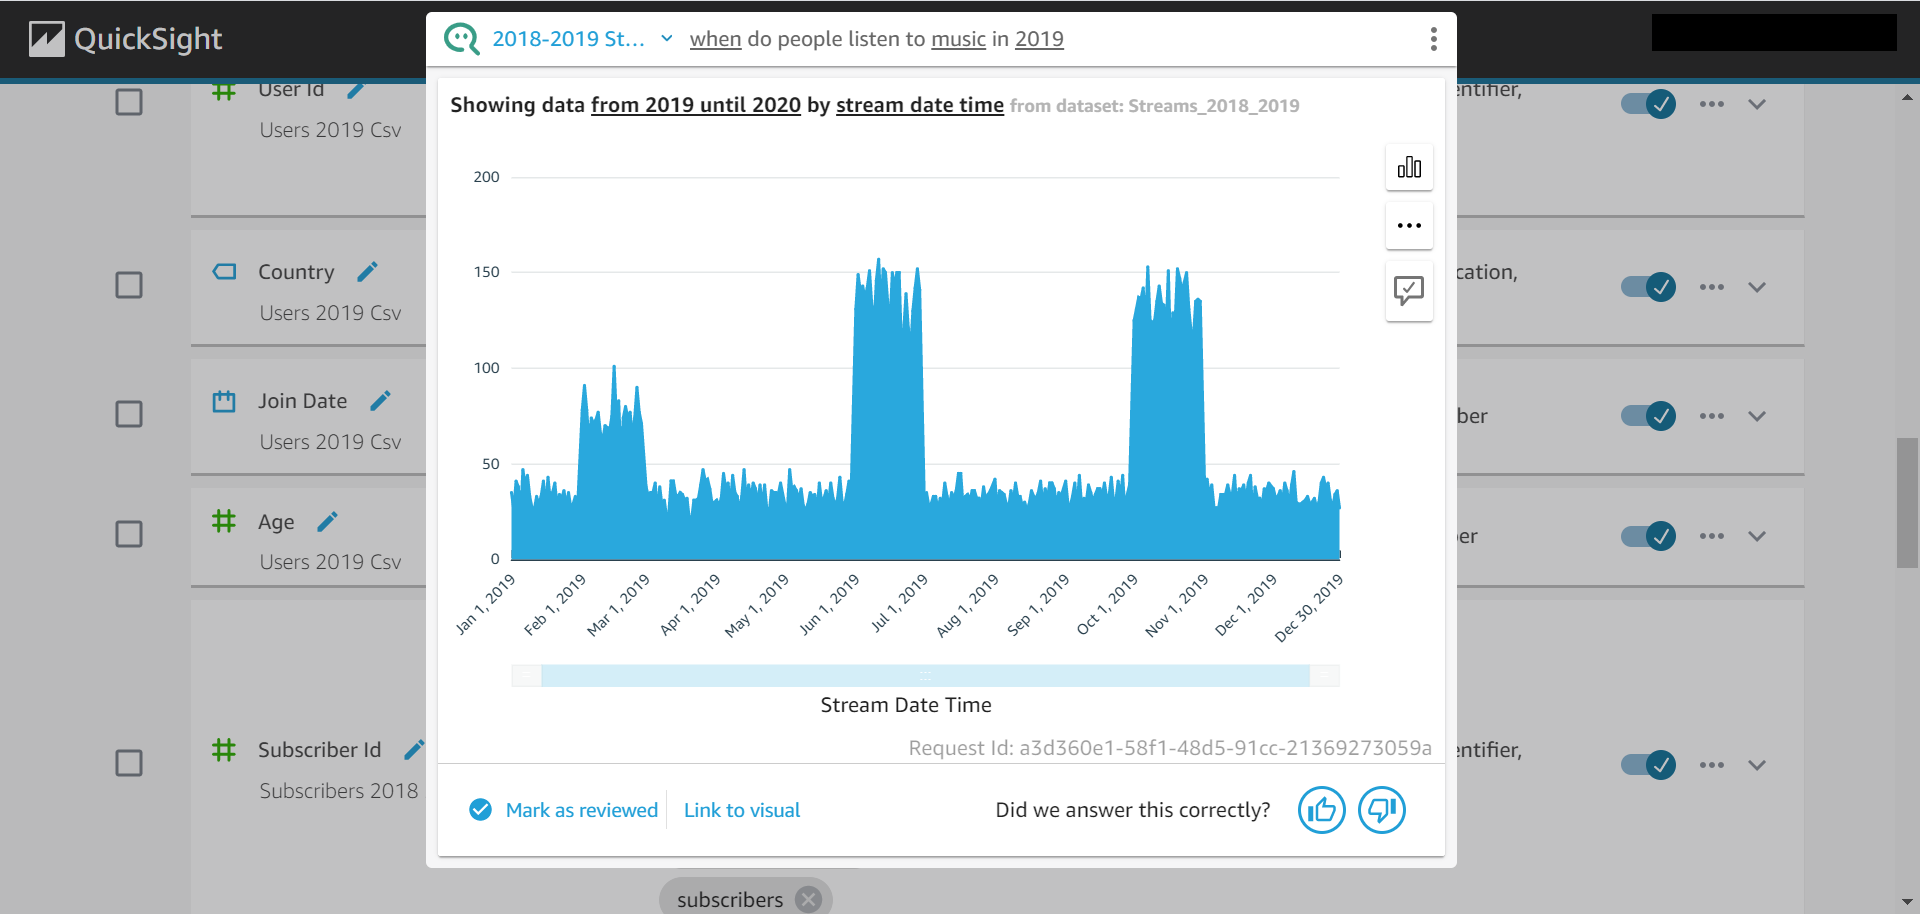 QuickSight
2018-2019 St... when do people listen to music in 2019
User Id
Users 2019 Csv
Country
Users 2019 Csv
Join Date
Users 2019 Csv
Age
Users 2019 Csv
Subscriber Id
Subscribers 2018
Showing data from 2019 until 2020 by stream date time from dataset: Streams_2018_2019
200
150
100
50
0
Jan 1, 2019
Feb 1, 2019
Mar 1, 2019
Apr 1, 2019
May 1, 2019
Jun 1, 2019
Jul 1, 2019
Aug 1, 2019
Sep 1, 2019
Oct 1, 2019
Nov 1, 2019
Dec 1, 2019
Dec 30, 2019
Stream Date Time
Request Id: a3d360e1-58f1-48d5-91cc-21369273059a
Mark as reviewed Link to visual Did we answer this correctly?
entifier,
cation,
ber
er
entifier,
subscribers